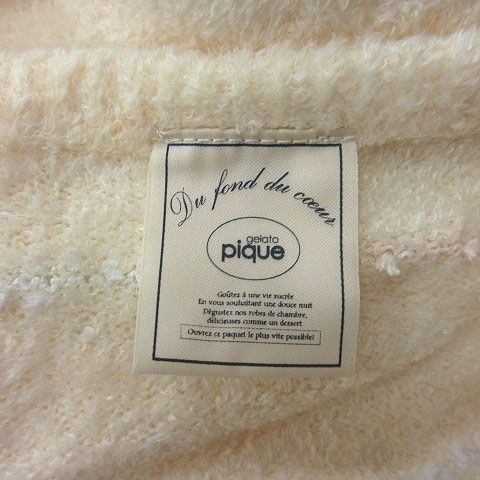 Du fond du cœur
gelato
pique
Goûtez à une vie sucrée
En vous souhaitant une douce nuit
Dégustez nos robes de chambre,
délicieuses comme un dessert
Ouvrez ce paquet le plus vite possible!